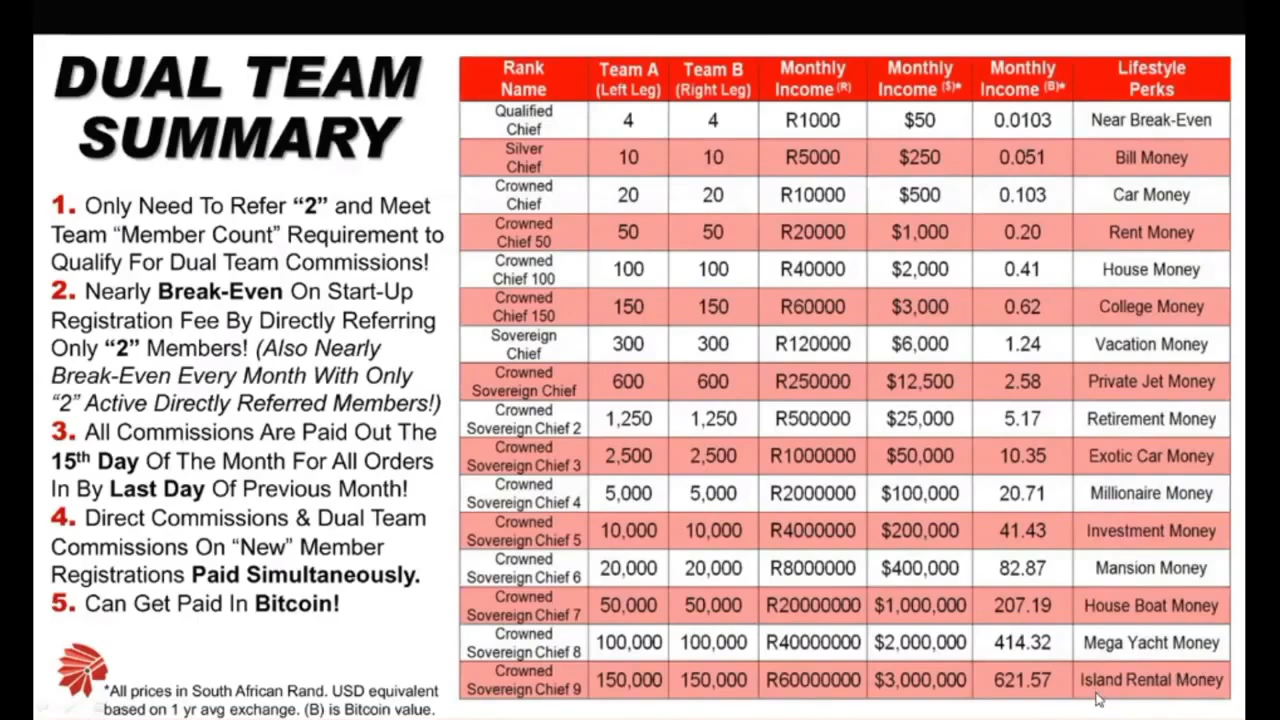 DUAL TEAM
SUMMARY
1. Only Need To Refer “2” and Meet
Team “Member Count” Requirement to
Qualify For Dual Team Commissions!
2. Nearly Break-Even On Start-Up
Registration Fee By Directly Referring
Only “2” Members! (Also Nearly
Break-Even Every Month With Only
“2” Active Directly Referred Members!)
3. All Commissions Are Paid Out The
15th Day Of The Month For All Orders
In By Last Day Of Previous Month!
4. Direct Commissions & Dual Team
Commissions On “New” Member
Registrations Paid Simultaneously.
5. Can Get Paid In Bitcoin!
*All prices in South African Rand. USD equivalent
based on 1 yr avg exchange. (B) is Bitcoin value.
Rank Team A Team B Monthly Monthly Monthly Lifestyle
Name (Left Leg) (Right Leg) Income (R) Income ($)* Income (B)* Perks
Qualified
Chief 4 4 R1000 $50 0.0103 Near Break-Even
Silver
Chief 10 10 R5000 $250 0.051 Bill Money
Crowned
Chief 20 20 R10000 $500 0.103 Car Money
Crowned
Chief 50 50 50 R20000 $1,000 0.20 Rent Money
Crowned
Chief 100 100 100 R40000 $2,000 0.41 House Money
Crowned
Chief 150 150 150 R60000 $3,000 0.62 College Money
Sovereign
Chief 300 300 R120000 $6,000 1.24 Vacation Money
Crowned
Sovereign Chief 600 600 R250000 $12,500 2.58 Private Jet Money
Crowned
Sovereign Chief 2 1,250 1,250 R500000 $25,000 5.17 Retirement Money
Crowned
Sovereign Chief 3 2,500 2,500 R1000000 $50,000 10.35 Exotic Car Money
Crowned
Sovereign Chief 4 5,000 5,000 R2000000 $100,000 20.71 Millionaire Money
Crowned
Sovereign Chief 5 10,000 10,000 R4000000 $200,000 41.43 Investment Money
Crowned
Sovereign Chief 6 20,000 20,000 R8000000 $400,000 82.87 Mansion Money
Crowned
Sovereign Chief 7 50,000 50,000 R20000000 $1,000,000 207.19 House Boat Money
Crowned
Sovereign Chief 8 100,000 100,000 R40000000 $2,000,000 414.32 Mega Yacht Money
Crowned
Sovereign Chief 9 150,000 150,000 R60000000 $3,000,000 621.57 Island Rental Money